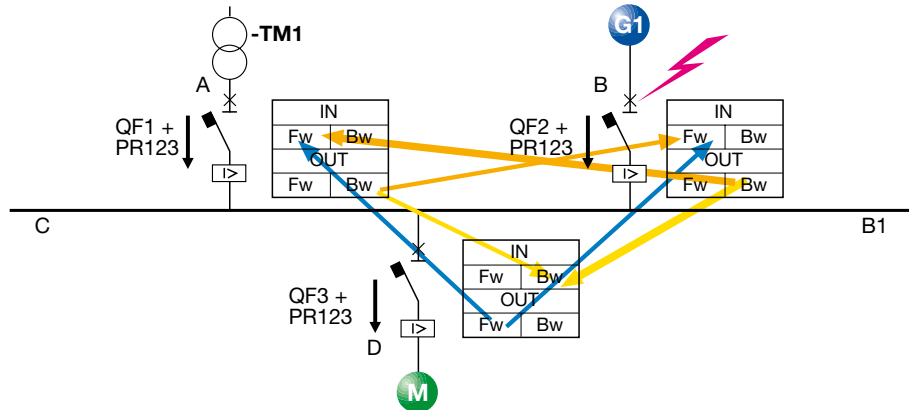 -TM1
G1
A
B
QF1 +
PR123
IN
Fw Bw
OUT
Fw Bw
QF2 +
PR123
IN
Fw Bw
OUT
Fw Bw
I>
I>
C
B1
QF3 +
PR123
IN
Fw Bw
OUT
Fw Bw
I>
D
M